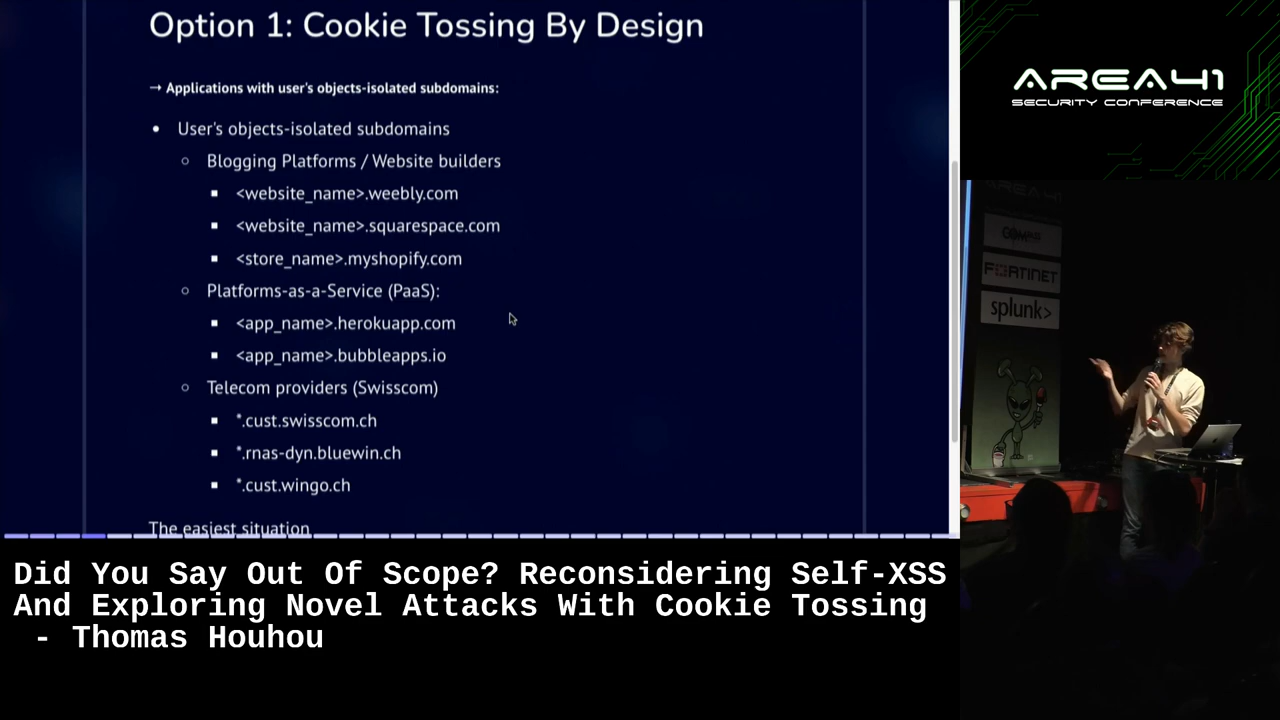 Option 1: Cookie Tossing By Design
→ Applications with user's objects-isolated subdomains:
• User's objects-isolated subdomains
○ Blogging Platforms / Website builders
▪ <website_name>.weebly.com
▪ <website_name>.squarespace.com
▪ <store_name>.myshopify.com
○ Platforms-as-a-Service (PaaS):
▪ <app_name>.herokuapp.com
▪ <app_name>.bubbleapps.io
○ Telecom providers (Swisscom)
▪ *.cust.swisscom.ch
▪ *.rnas-dyn.bluewin.ch
▪ *.cust.wingo.ch
The easiest situation
AREA41
SECURITY CONFERENCE
AREA41
FORTINET
splunk>
Did You Say Out Of Scope? Reconsidering Self-XSS
And Exploring Novel Attacks With Cookie Tossing
- Thomas Houhou